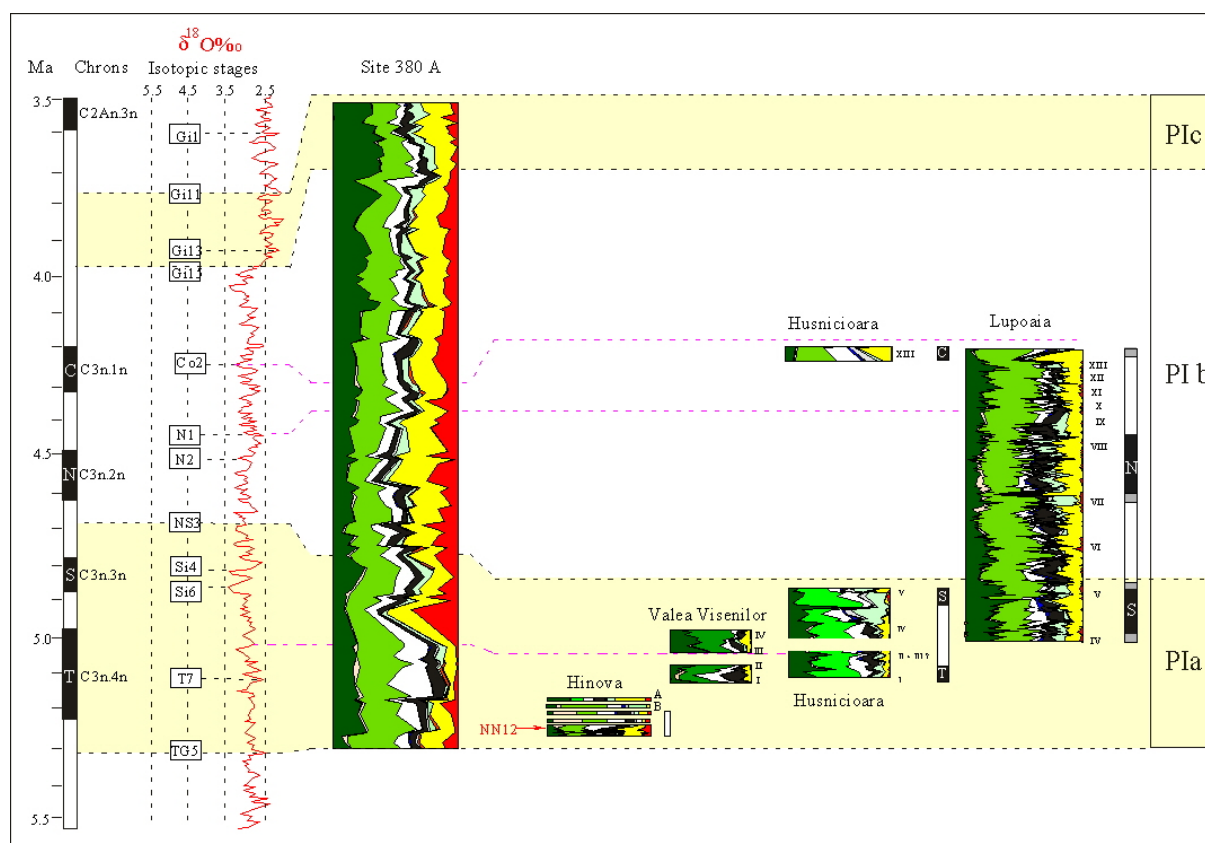 δ18O‰
Ma Chrons Isotopic stages Site 380 A
5.5 4.5 3.5 2.5
3.5
C2An.3n
Gi1
PIc
Gi11
Gi13
Gi15
4.0
Husnicioara Lupoaia
Co2
XIII C
C C3n.1n
XIII
XII
XI
X
IX
PI b
N1
VIII
4.5
N2
N C3n.2n
N
VII
NS3
VI
Si4
S C3n.3n
Si6
V S
V S
Valea Visenilor
IV
IV
IV
5.0
III
II - III?
PIa
T C3n.4n
T7
II
I
I
T
Hinova
Husnicioara
A
B
NN12
TG5
5.5